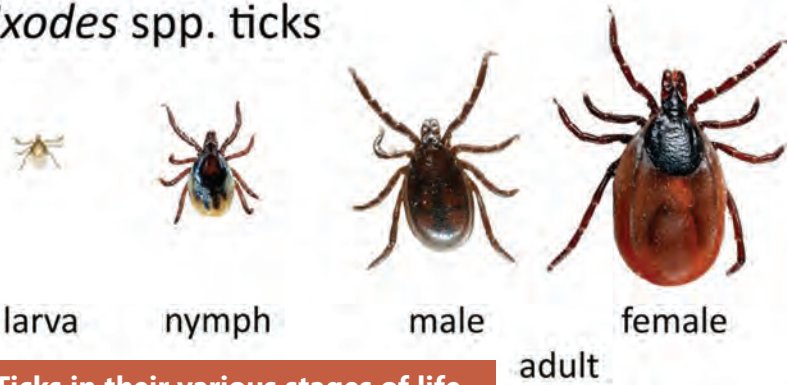 xodes spp. ticks
larva nymph male female
adult
Ticks in their various stages of life